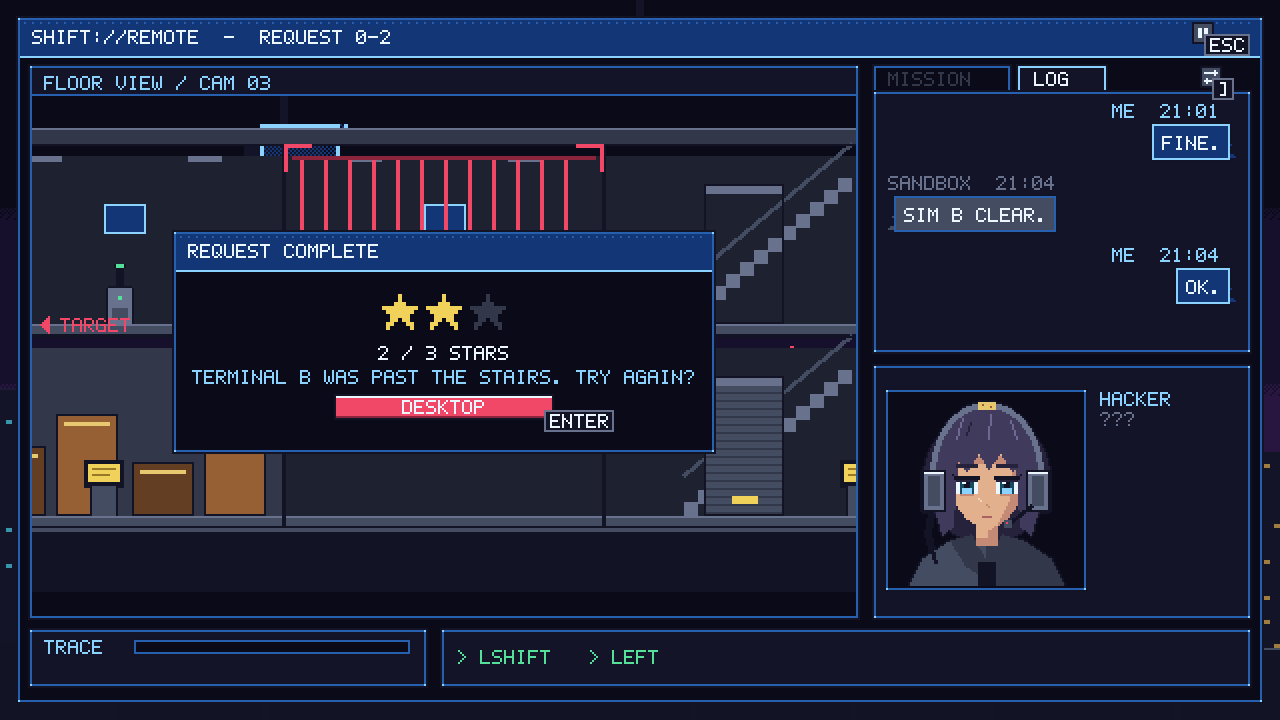 SHIFT://REMOTE - REQUEST 0-2
ESC
FLOOR VIEW / CAM 03
MISSION
LOG
]
ME 21:01
FINE.
SANDBOX 21:04
SIM B CLEAR.
ME 21:04
OK.
TARGET
REQUEST COMPLETE
2 / 3 STARS
TERMINAL B WAS PAST THE STAIRS. TRY AGAIN?
DESKTOP
ENTER
HACKER
???
TRACE
> LSHIFT > LEFT